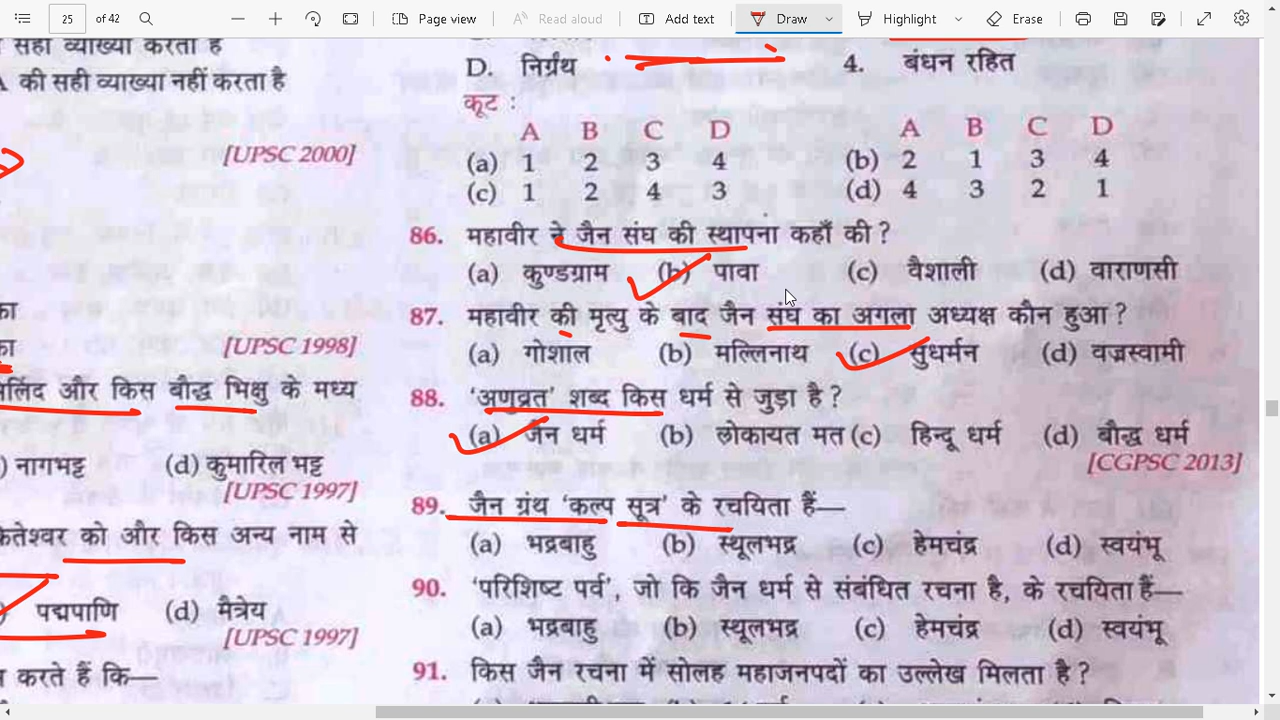 25 of 42 Page view Read aloud Add text Draw Highlight Erase
सही व्याख्या करता है
A की सही व्याख्या नहीं करता है
[UPSC 2000]
[UPSC 1998]
मिलिंद और किस बौद्ध भिक्षु के मध्य
नागभट्ट (d) कुमारिल भट्ट
[UPSC 1997]
को और किस अन्य नाम से
पद्मपाणि (d) मैत्रेय
[UPSC 1997]
करते हैं कि—
D. निर्ग्रंथ 4. बंधन रहित
कूट :
A B C D A B C D
(a) 1 2 3 4 (b) 2 1 3 4
(c) 1 2 4 3 (d) 4 3 2 1
86. महावीर ने जैन संघ की स्थापना कहाँ की ?
(a) कुण्डग्राम (b) पावा (c) वैशाली (d) वाराणसी
87. महावीर की मृत्यु के बाद जैन संघ का अगला अध्यक्ष कौन हुआ ?
(a) गोशाल (b) मल्लिनाथ (c) सुधर्मन (d) वज्रस्वामी
88. 'अणुव्रत' शब्द किस धर्म से जुड़ा है ?
(a) जैन धर्म (b) लोकायत मत (c) हिन्दू धर्म (d) बौद्ध धर्म
[CGPSC 2013]
89. जैन ग्रंथ 'कल्प सूत्र' के रचयिता हैं—
(a) भद्रबाहु (b) स्थूलभद्र (c) हेमचंद्र (d) स्वयंभू
90. 'परिशिष्ट पर्व', जो कि जैन धर्म से संबंधित रचना है, के रचयिता हैं—
(a) भद्रबाहु (b) स्थूलभद्र (c) हेमचंद्र (d) स्वयंभू
91. किस जैन रचना में सोलह महाजनपदों का उल्लेख मिलता है ?